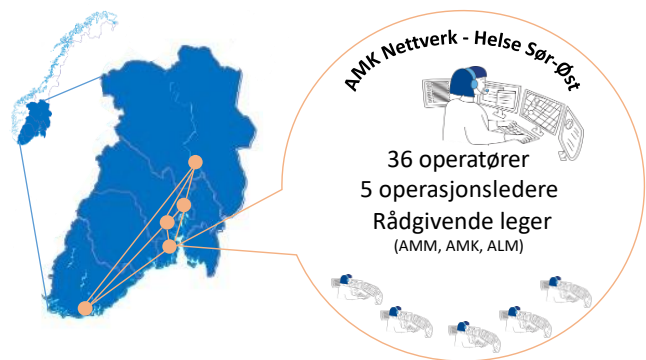 AMK Nettverk - Helse Sør-Øst
36 operatører
5 operasjonsledere
Rådgivende leger
(AMM, AMK, ALM)